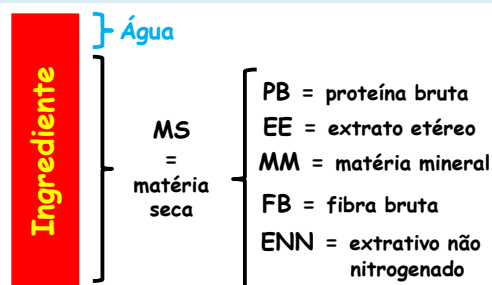 Ingrediente
Água
MS
=
matéria
seca
PB = proteína bruta
EE = extrato etéreo
MM = matéria mineral
FB = fibra bruta
ENN = extrativo não
nitrogenado